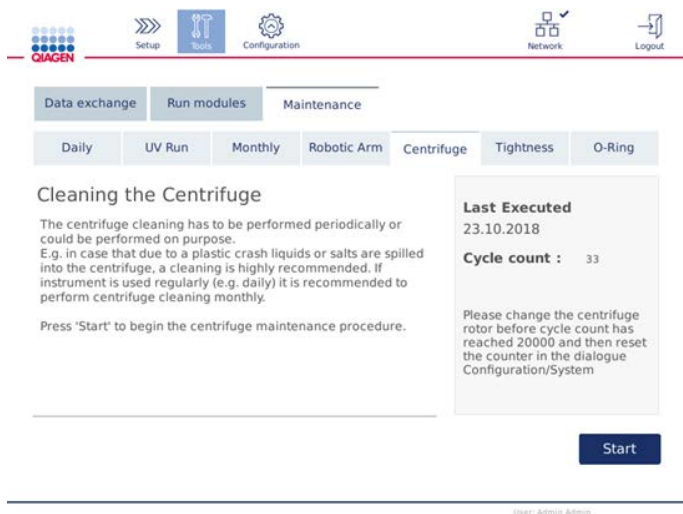 Setup
Tools
Configuration
Network
Logout
QIAGEN
Data exchange
Run modules
Maintenance
Daily
UV Run
Monthly
Robotic Arm
Centrifuge
Tightness
O-Ring
Cleaning the Centrifuge
The centrifuge cleaning has to be performed periodically or
could be performed on purpose.
E.g. in case that due to a plastic crash liquids or salts are spilled
into the centrifuge, a cleaning is highly recommended. If
instrument is used regularly (e.g. daily) it is recommended to
perform centrifuge cleaning monthly.
Press 'Start' to begin the centrifuge maintenance procedure.
Last Executed
23.10.2018
Cycle count : 33
Please change the centrifuge
rotor before cycle count has
reached 20000 and then reset
the counter in the dialogue
Configuration/System
Start
User: Admin Admin